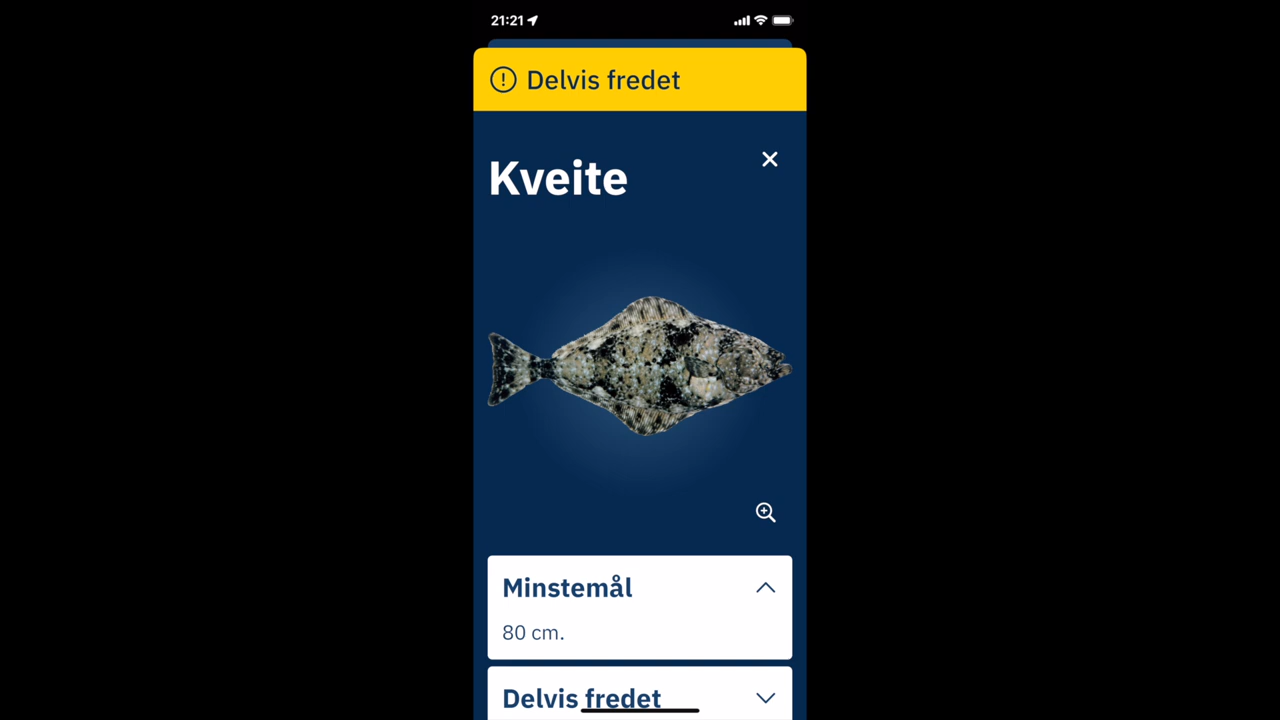 21:21
Delvis fredet
Kveite
Minstemål
80 cm.
Delvis fredet